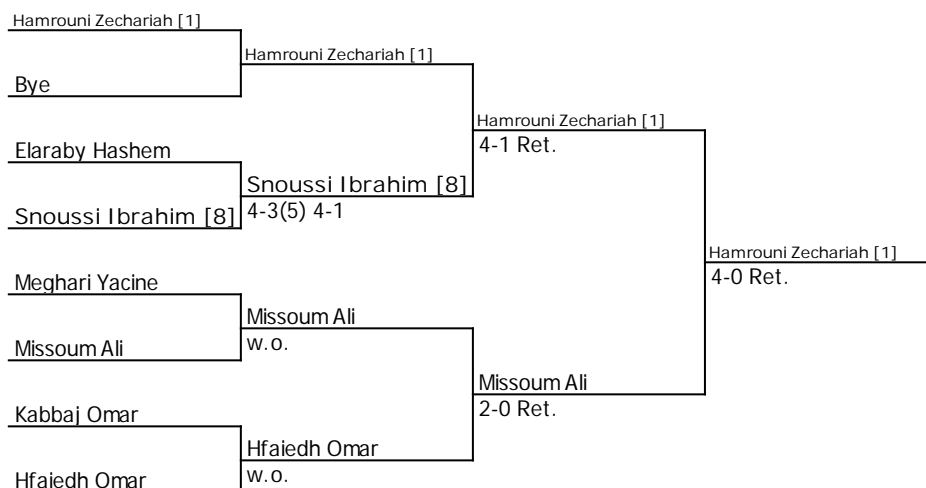 Hamrouni Zechariah [1]
Hamrouni Zechariah [1]
Bye
Hamrouni Zechariah [1]
4-1 Ret.
Elaraby Hashem
Snoussi Ibrahim [8]
4-3(5) 4-1
Snoussi Ibrahim [8]
Hamrouni Zechariah [1]
4-0 Ret.
Meghari Yacine
Missoum Ali
w.o.
Missoum Ali
Missoum Ali
2-0 Ret.
Kabbaj Omar
Hfaiedh Omar
w.o.
Hfaiedh Omar